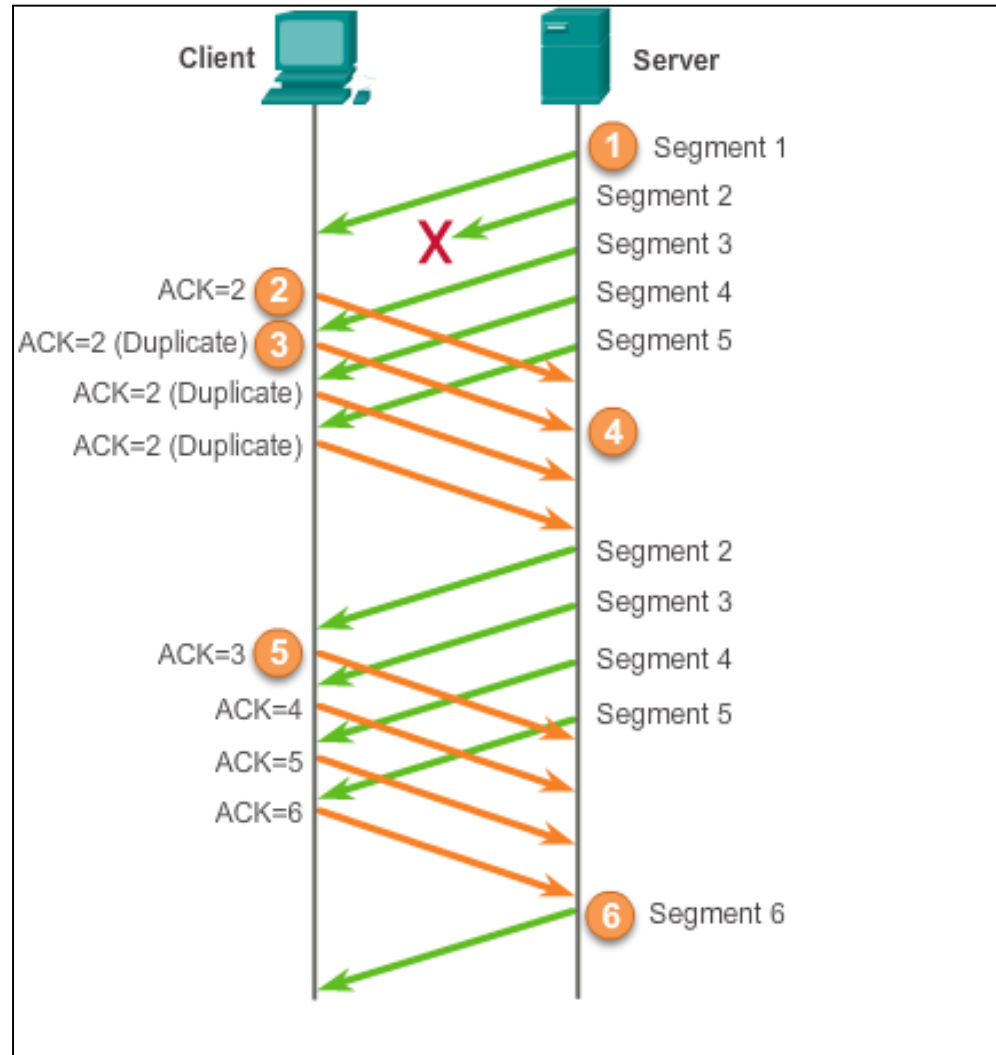 Client
Server
1 Segment 1
Segment 2
X
Segment 3
ACK=2 2
Segment 4
ACK=2 (Duplicate) 3
Segment 5
ACK=2 (Duplicate)
4
ACK=2 (Duplicate)
Segment 2
Segment 3
ACK=3 5
Segment 4
ACK=4
Segment 5
ACK=5
ACK=6
6 Segment 6